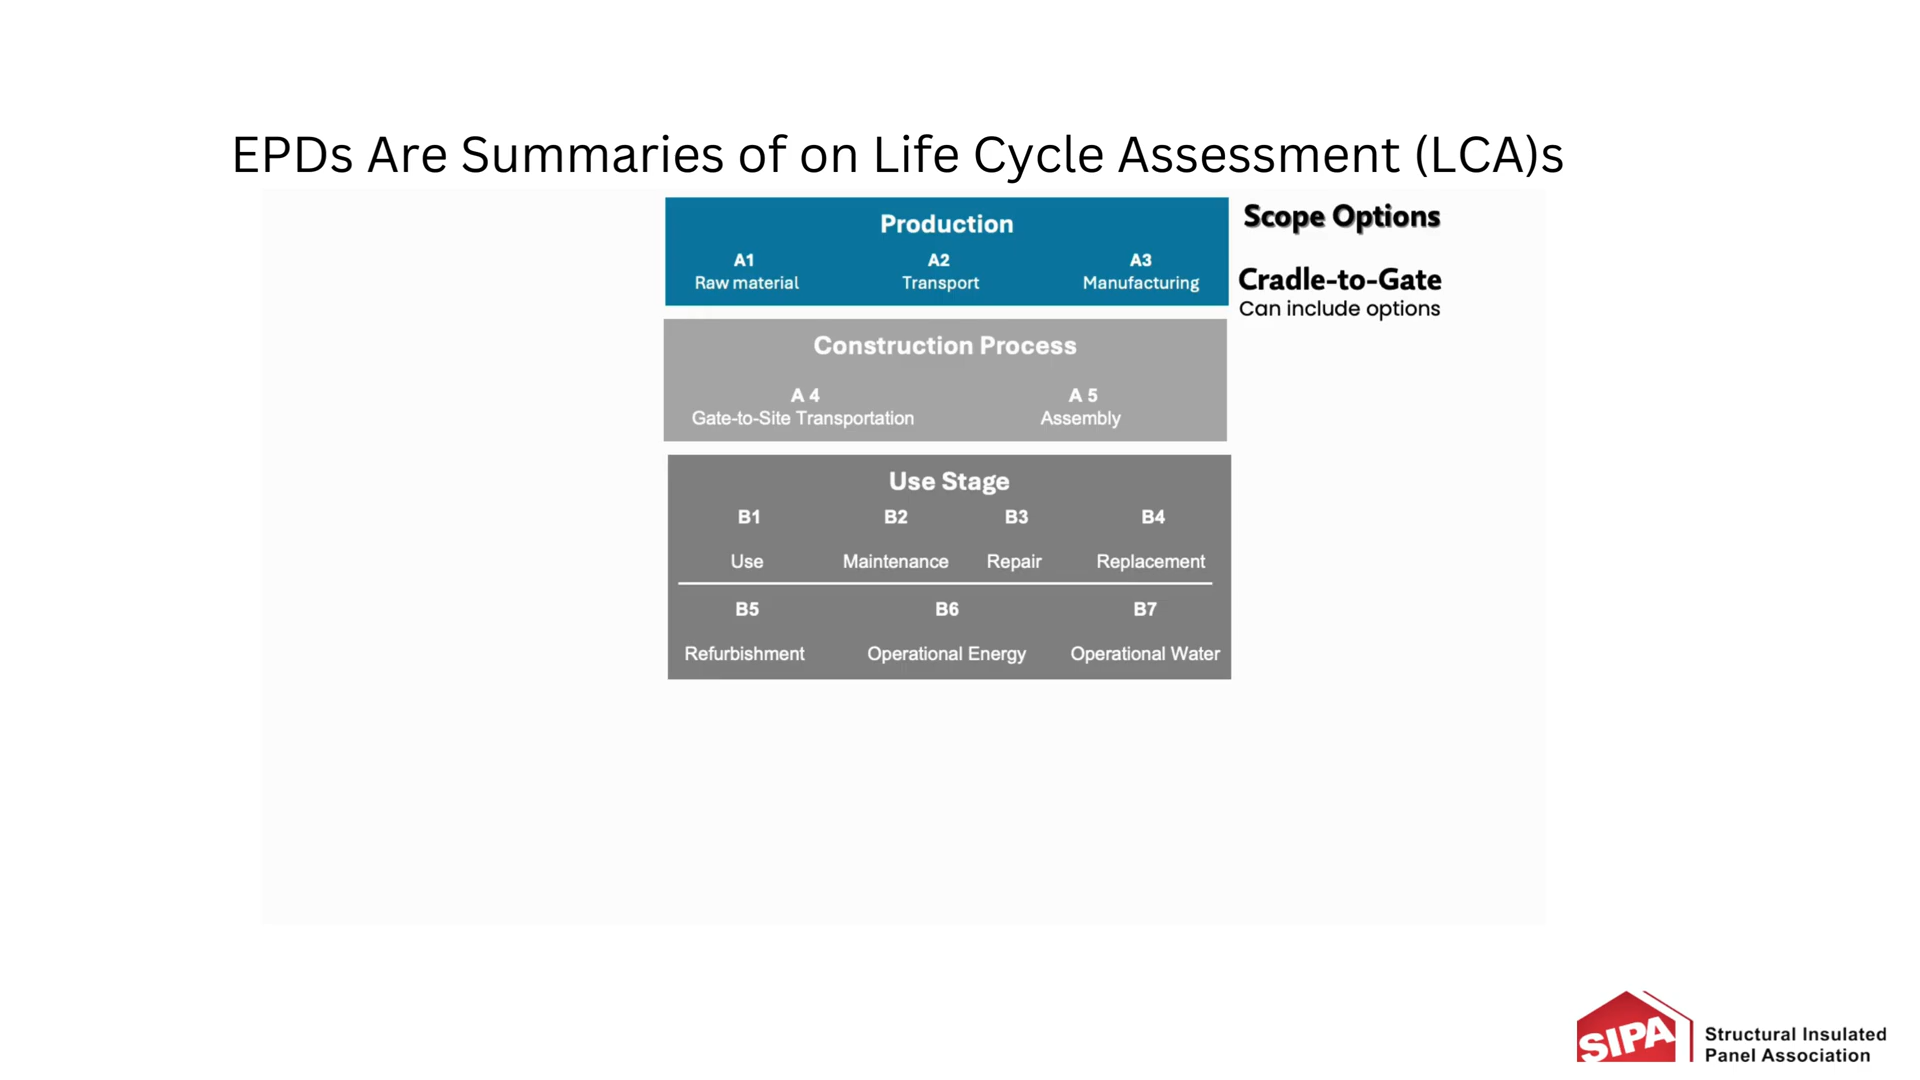 EPDs Are Summaries of on Life Cycle Assessment (LCA)s
Production
A1 A2 A3
Raw material Transport Manufacturing
Scope Options
Cradle-to-Gate
Can include options
Construction Process
A 4 A 5
Gate-to-Site Transportation Assembly
Use Stage
B1 B2 B3 B4
Use Maintenance Repair Replacement
B5 B6 B7
Refurbishment Operational Energy Operational Water
SIPA
Structural Insulated
Panel Association